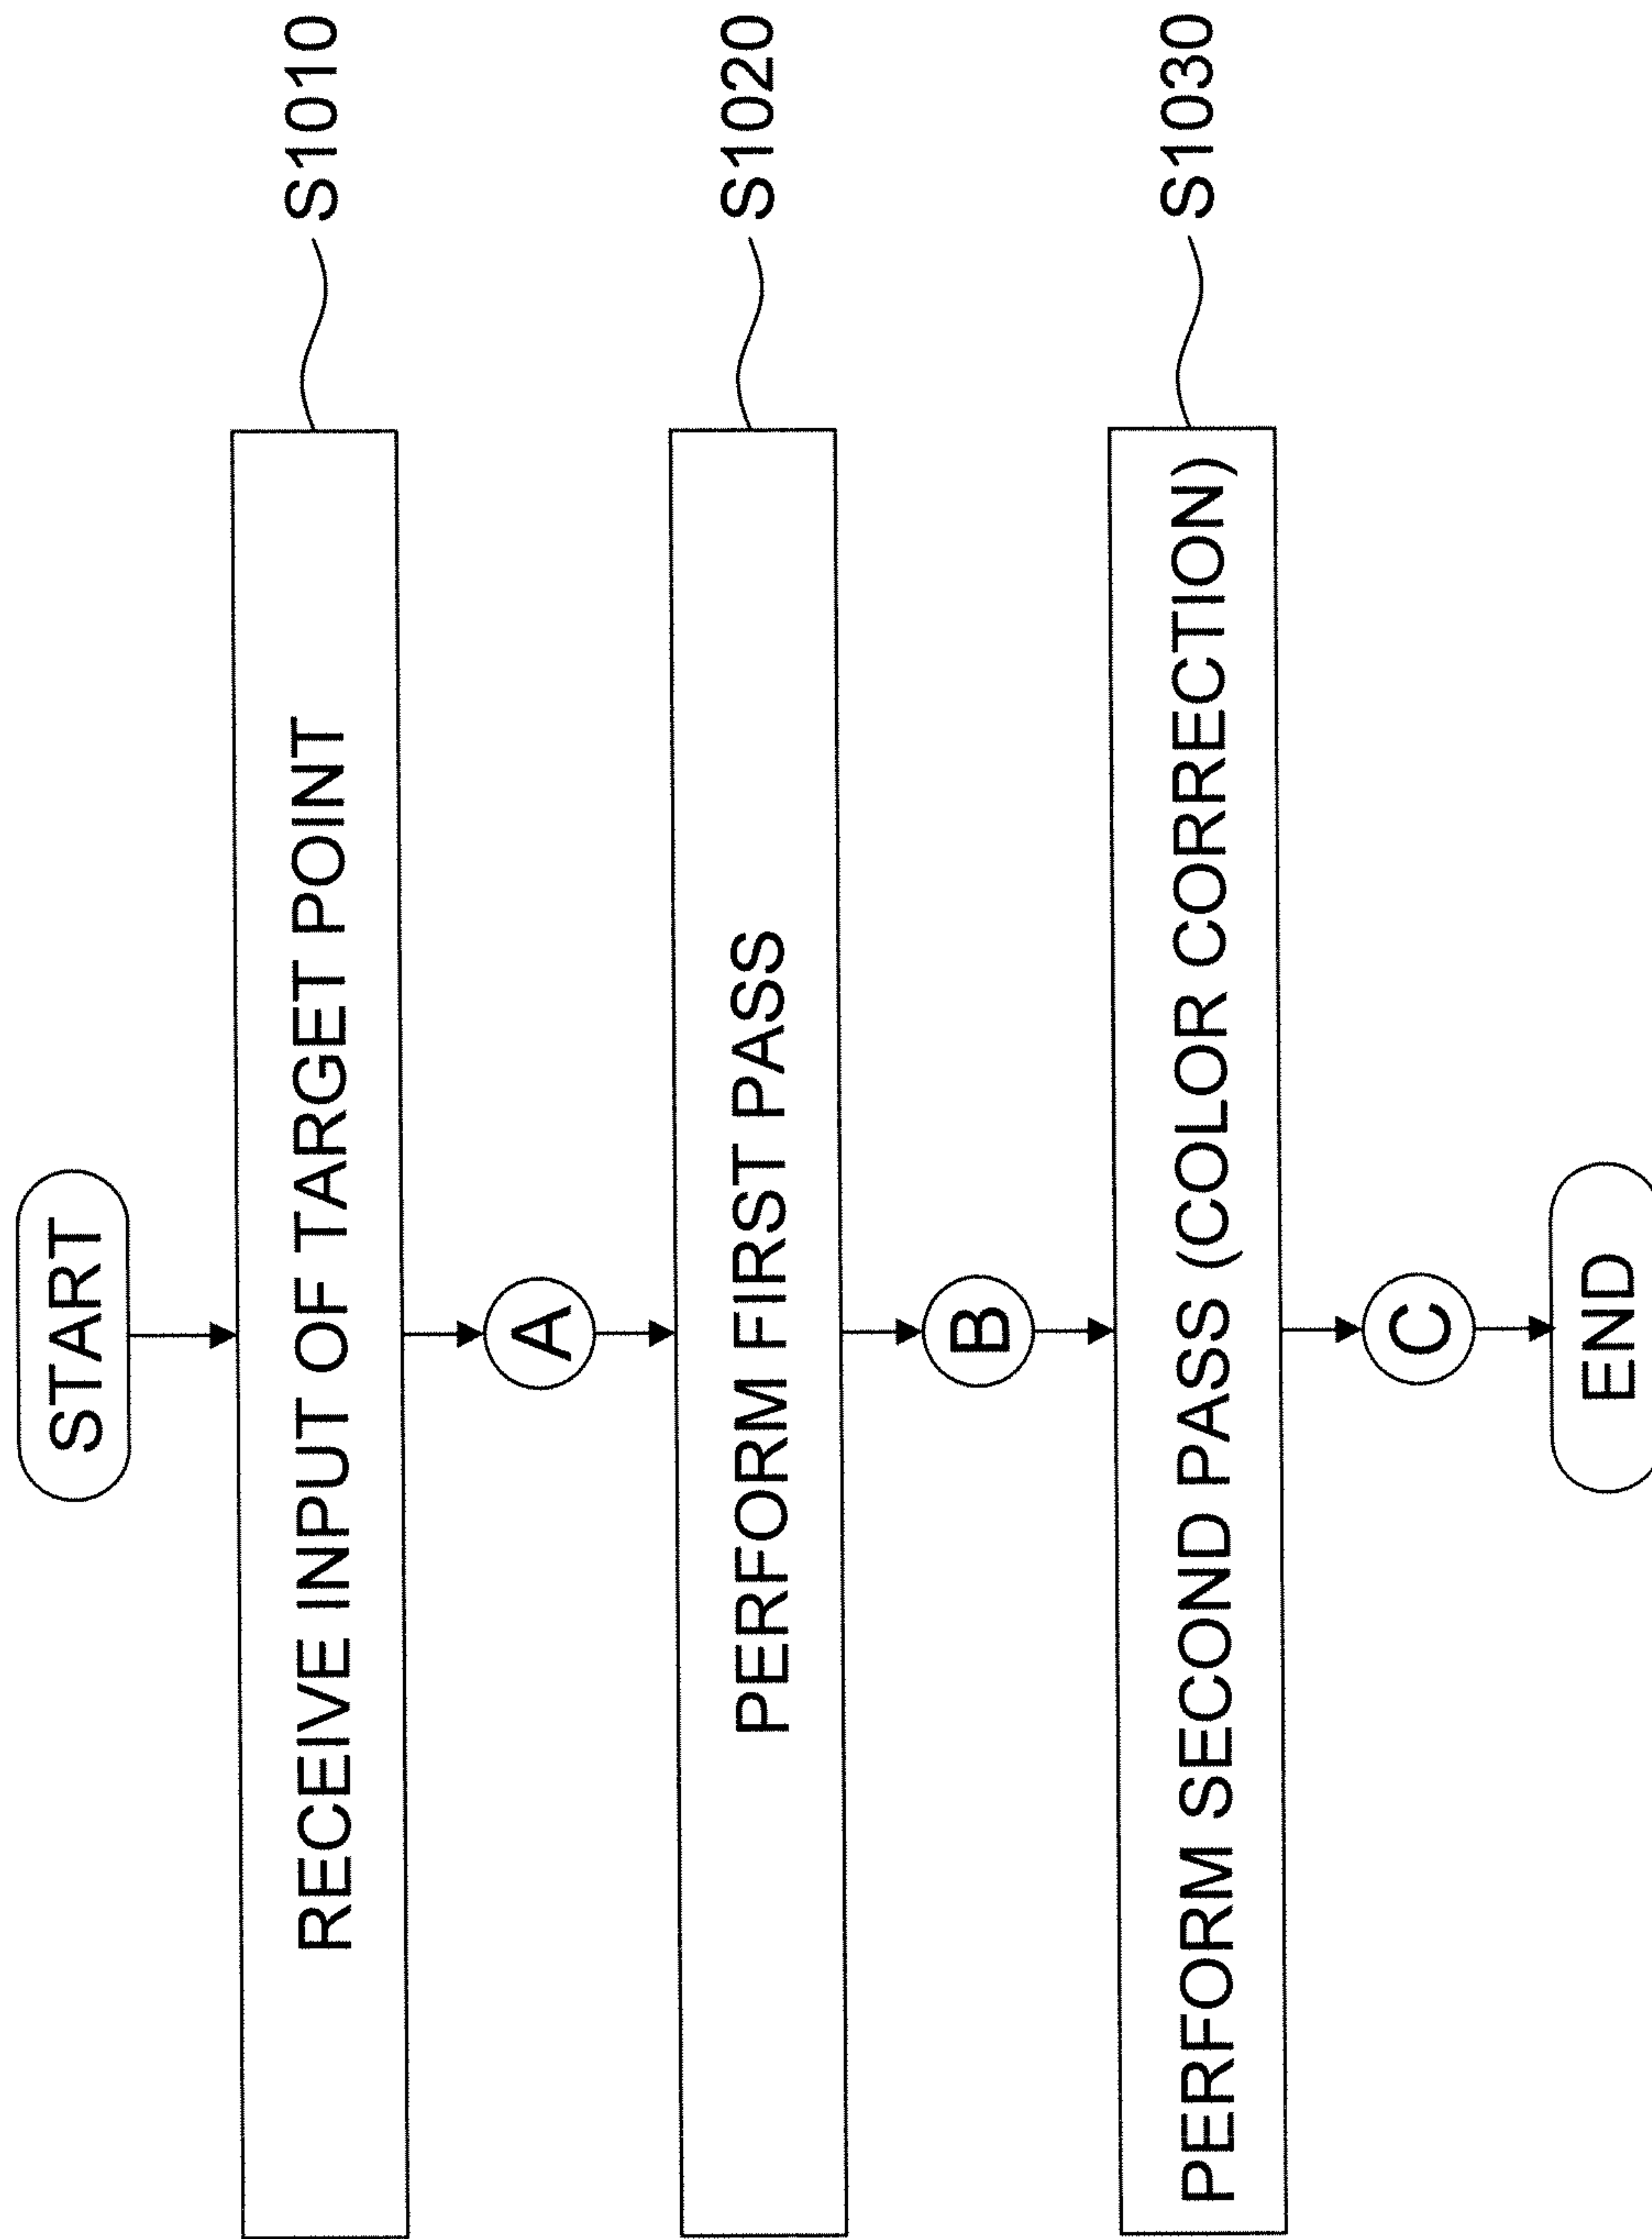 START
RECEIVE INPUT OF TARGET POINT
S1010
A
PERFORM FIRST PASS
S1020
B
PERFORM SECOND PASS (COLOR CORRECTION)
S1030
C
END